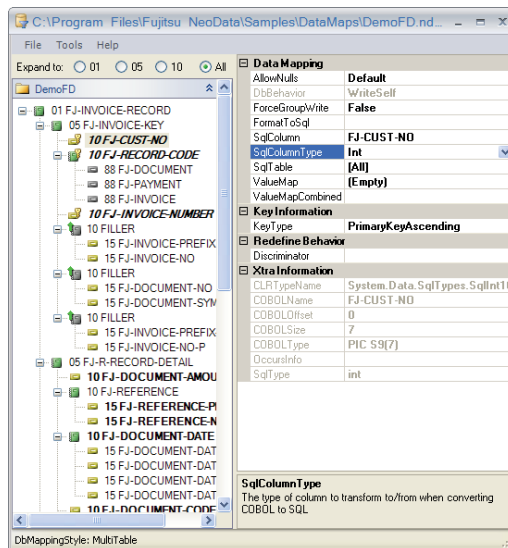 C:\Program Files\Fujitsu NeoData\Samples\DataMaps\DemoFD.nd...
File Tools Help
Expand to: 01 05 10 All
DemoFD
01 FJ-INVOICE-RECORD
05 FJ-INVOICE-KEY
10 FJ-CUST-NO
10 FJ-RECORD-CODE
88 FJ-DOCUMENT
88 FJ-PAYMENT
88 FJ-INVOICE
10 FJ-INVOICE-NUMBER
10 FILLER
15 FJ-INVOICE-PREFIX
15 FJ-INVOICE-NO
10 FILLER
15 FJ-DOCUMENT-NO
15 FJ-DOCUMENT-SYM
10 FILLER
15 FJ-INVOICE-PREFIX
15 FJ-INVOICE-NO-P
05 FJ-R-RECORD-DETAIL
10 FJ-DOCUMENT-AMOU
10 FJ-REFERENCE
15 FJ-REFERENCE-P
15 FJ-REFERENCE-N
10 FJ-DOCUMENT-DATE
15 FJ-DOCUMENT-DAT
15 FJ-DOCUMENT-DAT
15 FJ-DOCUMENT-DAT
15 FJ-DOCUMENT-DAT
10 FJ-DOCUMENT-CODE
Data Mapping
AllowNulls Default
DbBehavior WriteSelf
ForceGroupWrite False
FormatToSql
SqlColumn FJ-CUST-NO
SqlColumnType Int
SqlTable [All]
ValueMap (Empty)
ValueMapCombined
Key Information
KeyType PrimaryKeyAscending
Redefine Behavior
Discriminator
Xtra Information
CLRTypeName System.Data.SqlTypes.SqlInt16
COBOLName FJ-CUST-NO
COBOLOffset 0
COBOLSize 7
COBOLType PIC S9(7)
OccursInfo
SqlType int
SqlColumnType
The type of column to transform to/from when converting
COBOL to SQL
DbMappingStyle: MultiTable